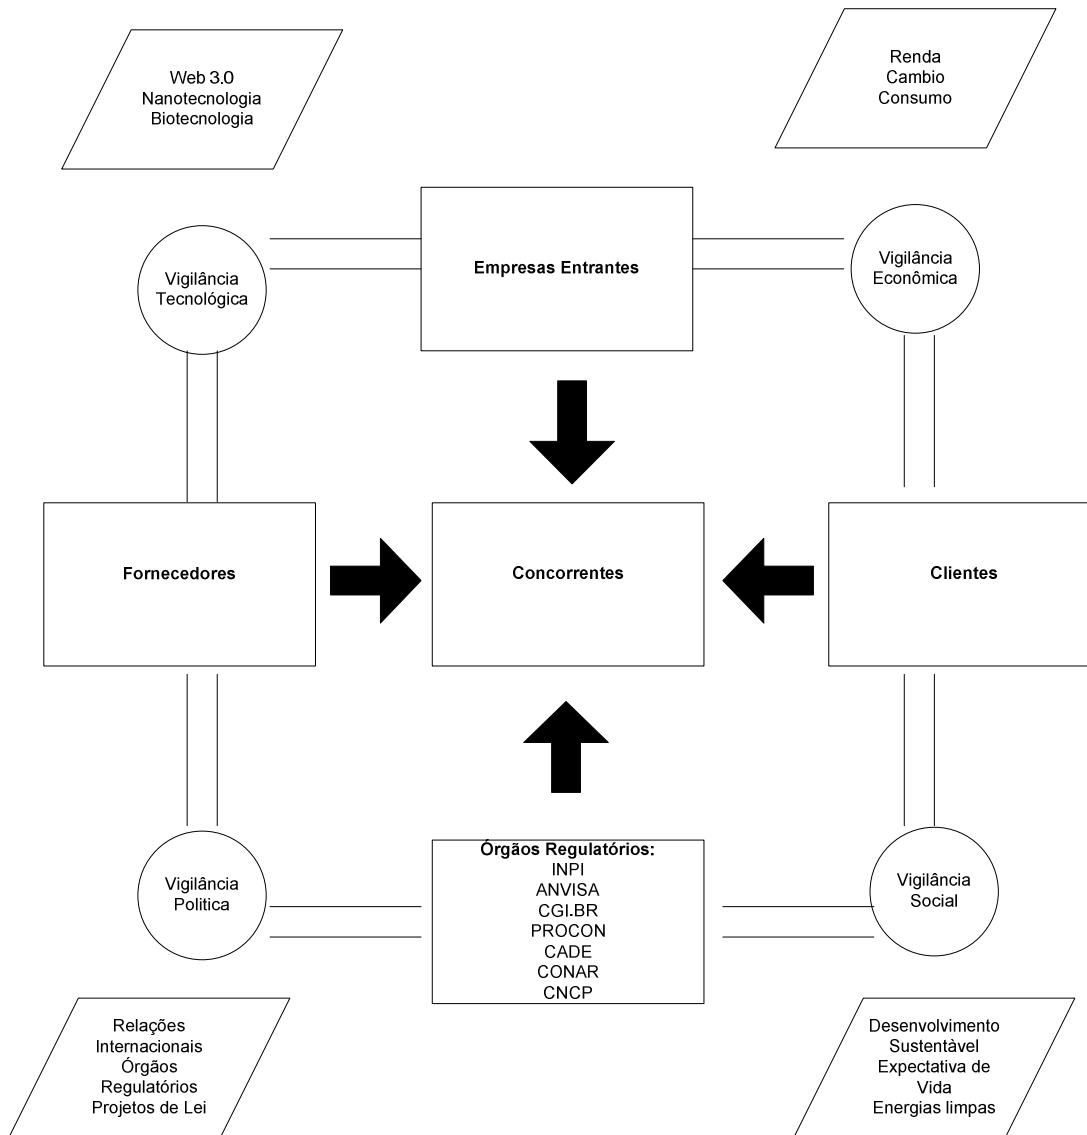 Web 3.0
Nanotecnologia
Biotecnologia
Renda
Cambio
Consumo
Vigilância
Tecnológica
Empresas Entrantes
Vigilância
Econômica
Fornecedores
Concorrentes
Clientes
Vigilância
Politica
Órgãos Regulatórios:
INPI
ANVISA
CGI.BR
PROCON
CADE
CONAR
CNCP
Vigilância
Social
Relações
Internacionais
Órgãos
Regulatórios
Projetos de Lei
Desenvolvimento
Sustentàvel
Expectativa de
Vida
Energias limpas